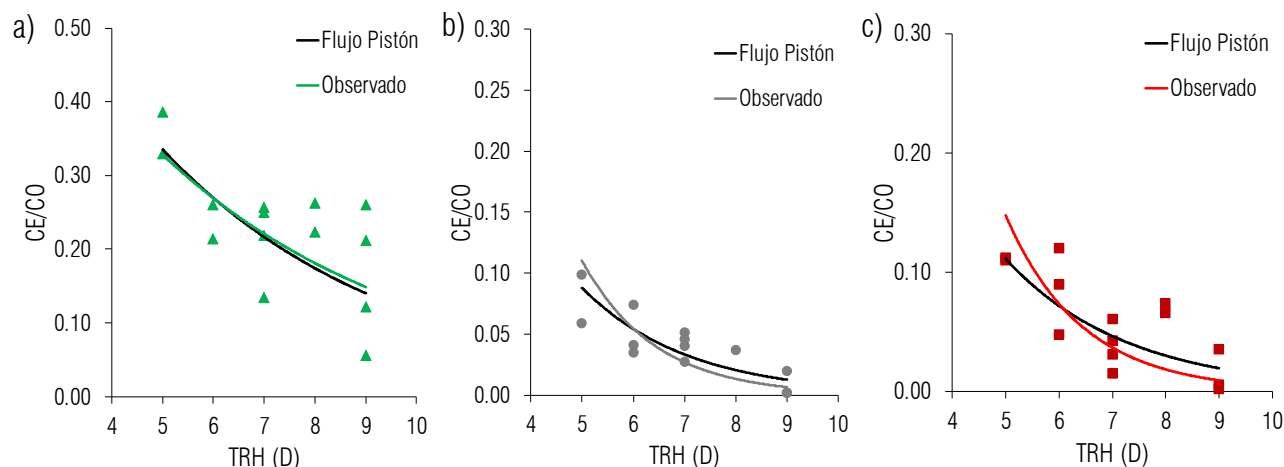 a)
0.50
0.40
0.30
0.20
0.10
0.00
CE/CO
4 5 6 7 8 9 10
TRH (D)
Flujo Pistón
Observado
b)
0.30
0.25
0.20
0.15
0.10
0.05
0.00
CE/CO
4 5 6 7 8 9 10
TRH (D)
Flujo Pistón
Observado
c)
0.30
0.20
0.10
0.00
CE/CO
4 5 6 7 8 9 10
TRH (D)
Flujo Pistón
Observado